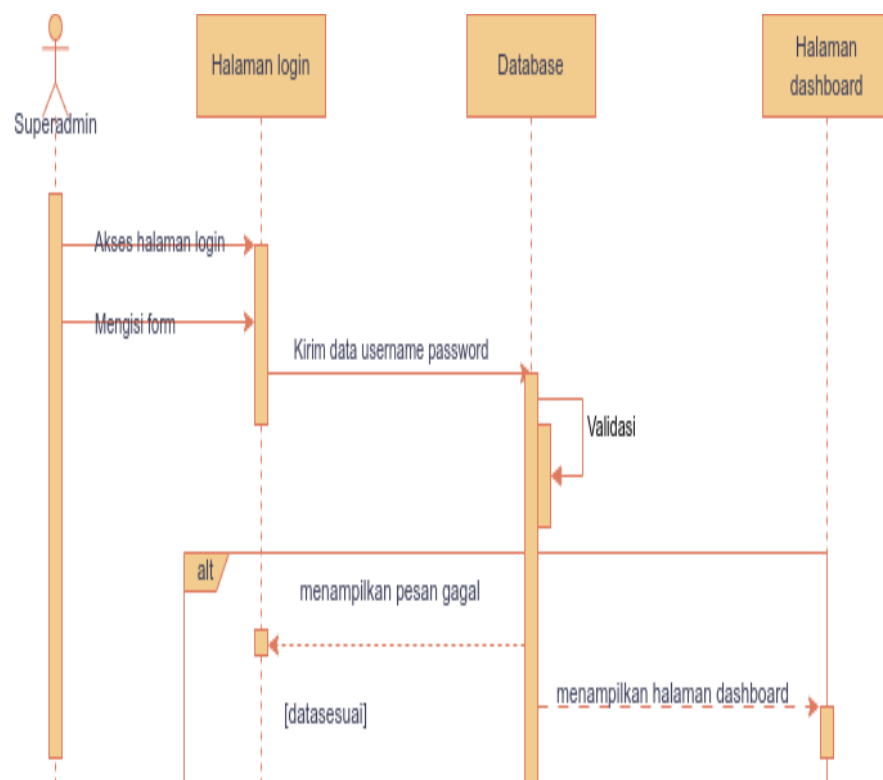 Superadmin
Halaman login
Database
Halaman
dashboard
Akses halaman login
Mengisi form
Kirim data username password
Validasi
alt
menampilkan pesan gagal
menampilkan halaman dashboard
[datasesuai]